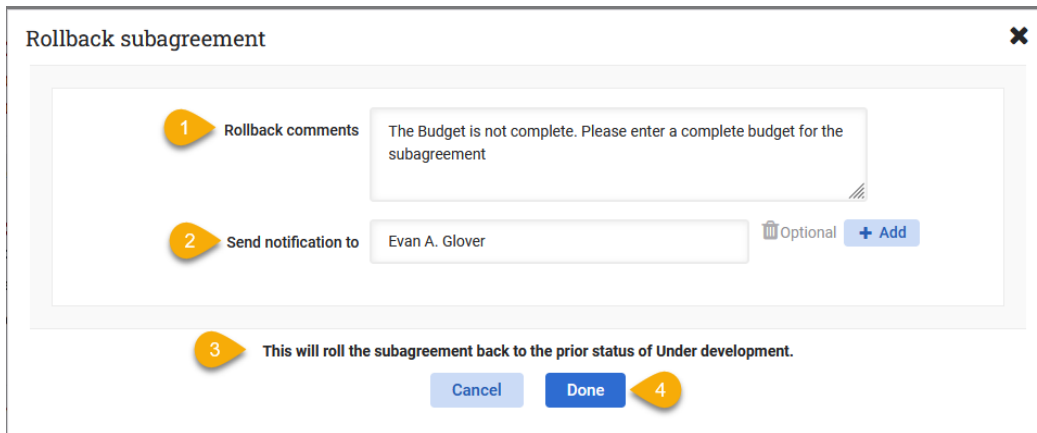 Rollback subagreement
1 Rollback comments
The Budget is not complete. Please enter a complete budget for the
subagreement
2 Send notification to Evan A. Glover Optional + Add
3 This will roll the subagreement back to the prior status of Under development.
Cancel Done 4